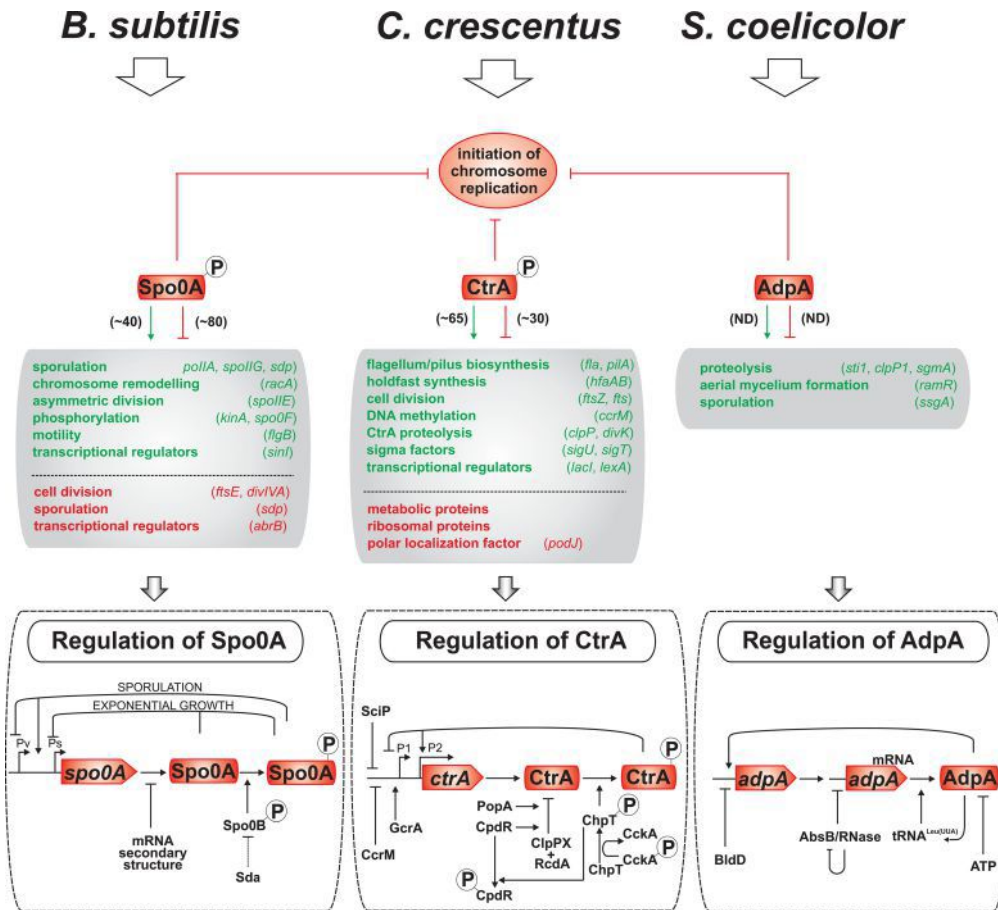 B. subtilis
C. crescentus
S. coelicolor
initiation of
chromosome
replication
P
Spo0A
P
CtrA
AdpA
(~40)
(~80)
(~65)
(~30)
(ND)
(ND)
sporulation (polIA, spoIIG, sdp)
chromosome remodelling (racA)
asymmetric division (spoIIE)
phosphorylation (kinA, spo0F)
motility (flgB)
transcriptional regulators (sinI)
cell division (ftsE, divIVA)
sporulation (sdp)
transcriptional regulators (abrB)
flagellum/pilus biosynthesis (fla, pilA)
holdfast synthesis (hfaAB)
cell division (ftsZ, fts)
DNA methylation (ccrM)
CtrA proteolysis (clpP, divK)
sigma factors (sigU, sigT)
transcriptional regulators (lacI, lexA)
metabolic proteins
ribosomal proteins
polar localization factor (podJ)
proteolysis (sti1, clpP1, sgmA)
aerial mycelium formation (ramR)
sporulation (ssgA)
Regulation of Spo0A
SPORULATION
EXPONENTIAL GROWTH
Pv
Ps
P
spo0A
Spo0A
Spo0A
P
Spo0B
mRNA
secondary
structure
Sda
Regulation of CtrA
SciP
P1
P2
P
ctrA
CtrA
CtrA
PopA
P
GcrA
CpdR
ChpT
CckA
CcrM
ClpPX
+
RcdA
P
CckA
ChpT
P
CpdR
Regulation of AdpA
mRNA
adpA
adpA
AdpA
AbsB/RNase
tRNA Leu(UUA)
BldD
ATP